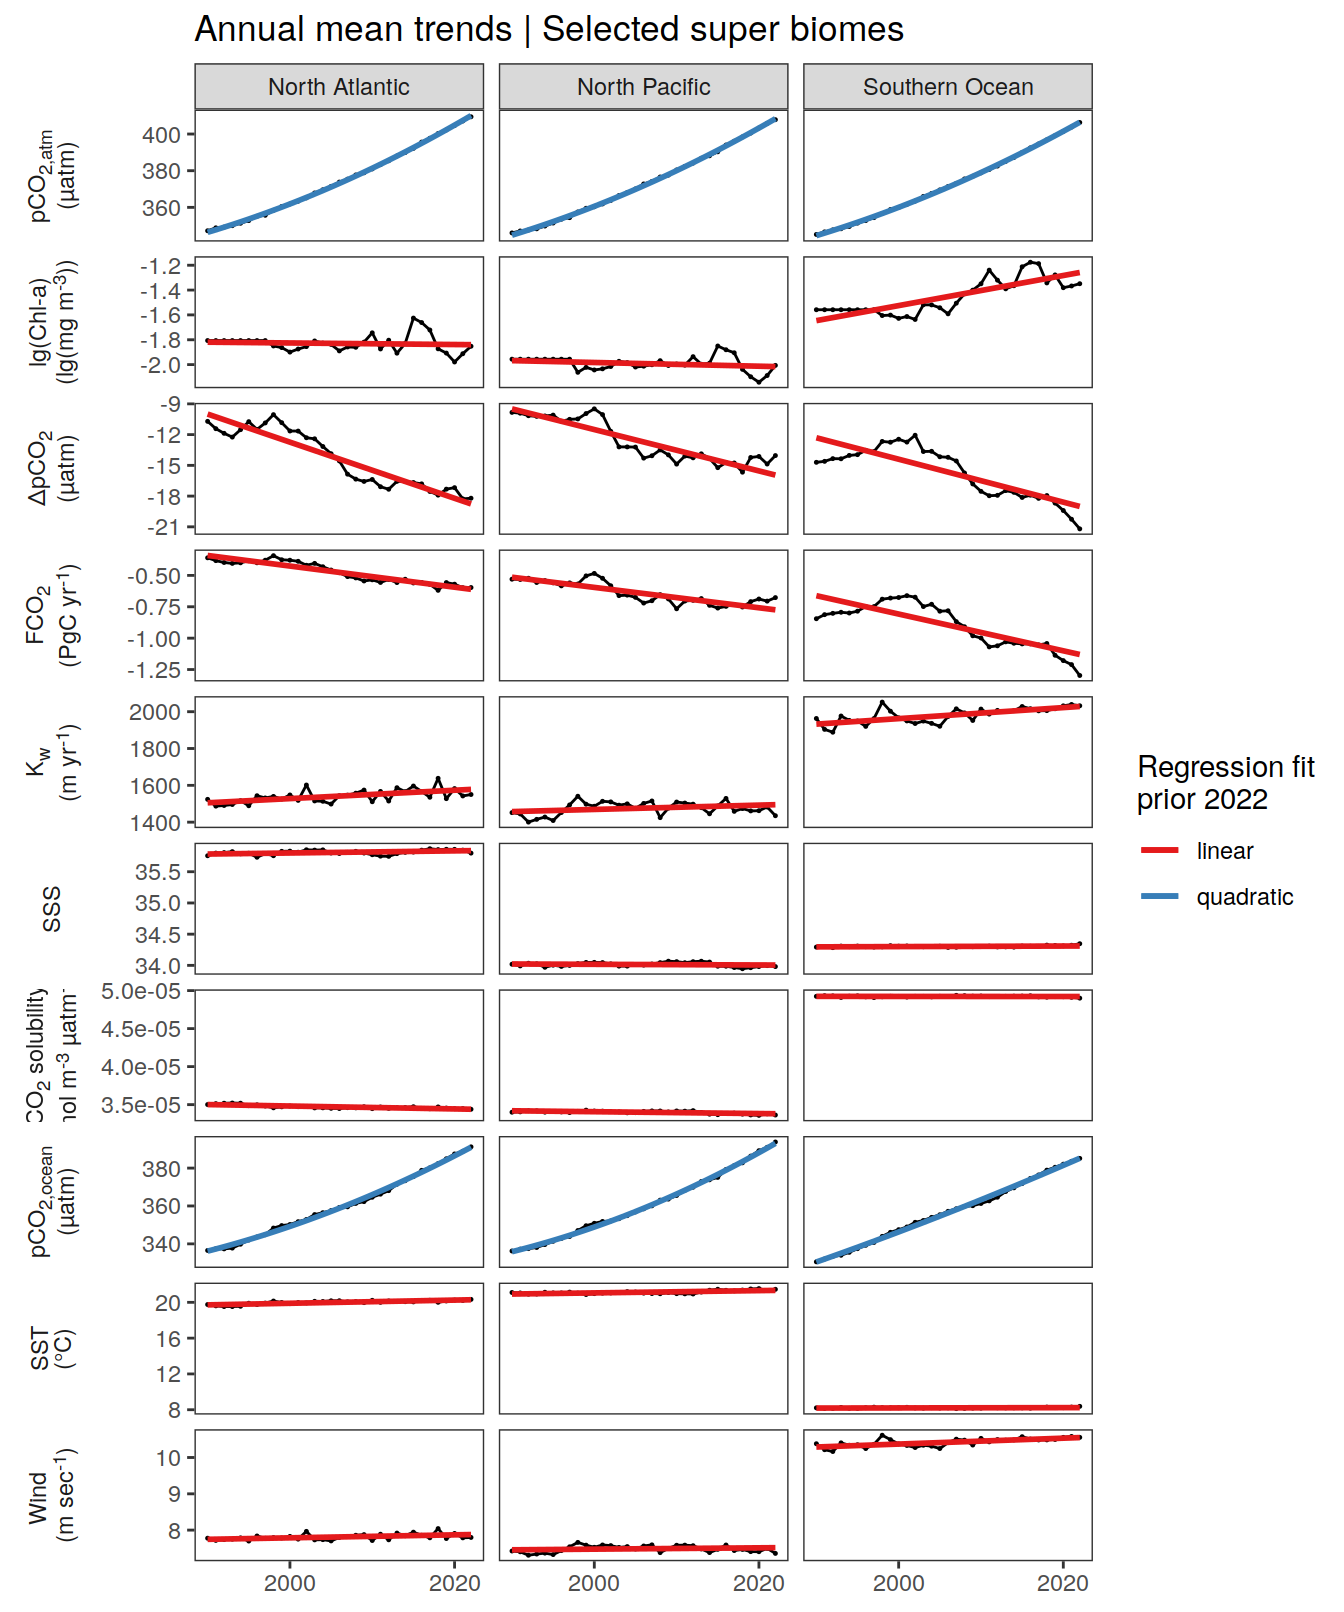 Annual mean trends | Selected super biomes
North Atlantic
North Pacific
Southern Ocean
pCO2,atm
(µatm)
400
380
360
lg(Chl-a)
(lg(mg m-3))
-1.2
-1.4
-1.6
-1.8
-2.0
ΔpCO2
(µatm)
-9
-12
-15
-18
-21
FCO2
(PgC yr-1)
-0.50
-0.75
-1.00
-1.25
Kw
(m yr-1)
2000
1800
1600
1400
SSS
35.5
35.0
34.5
34.0
CO2 solubility
mol m-3 µatm-
5.0e-05
4.5e-05
4.0e-05
3.5e-05
pCO2,ocean
(µatm)
380
360
340
SST
(°C)
20
16
12
8
Wind
(m sec-1)
10
9
8
2000
2020
2000
2020
2000
2020
Regression fit
prior 2022
linear
quadratic